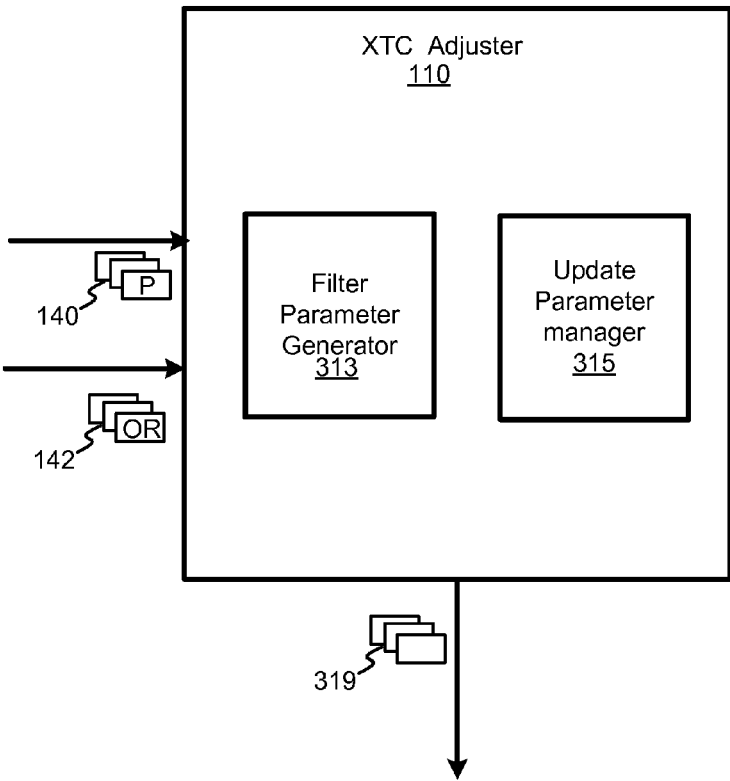 XTC Adjuster
110
P
140
OR
142
Filter
Parameter
Generator
313
Update
Parameter
manager
315
319